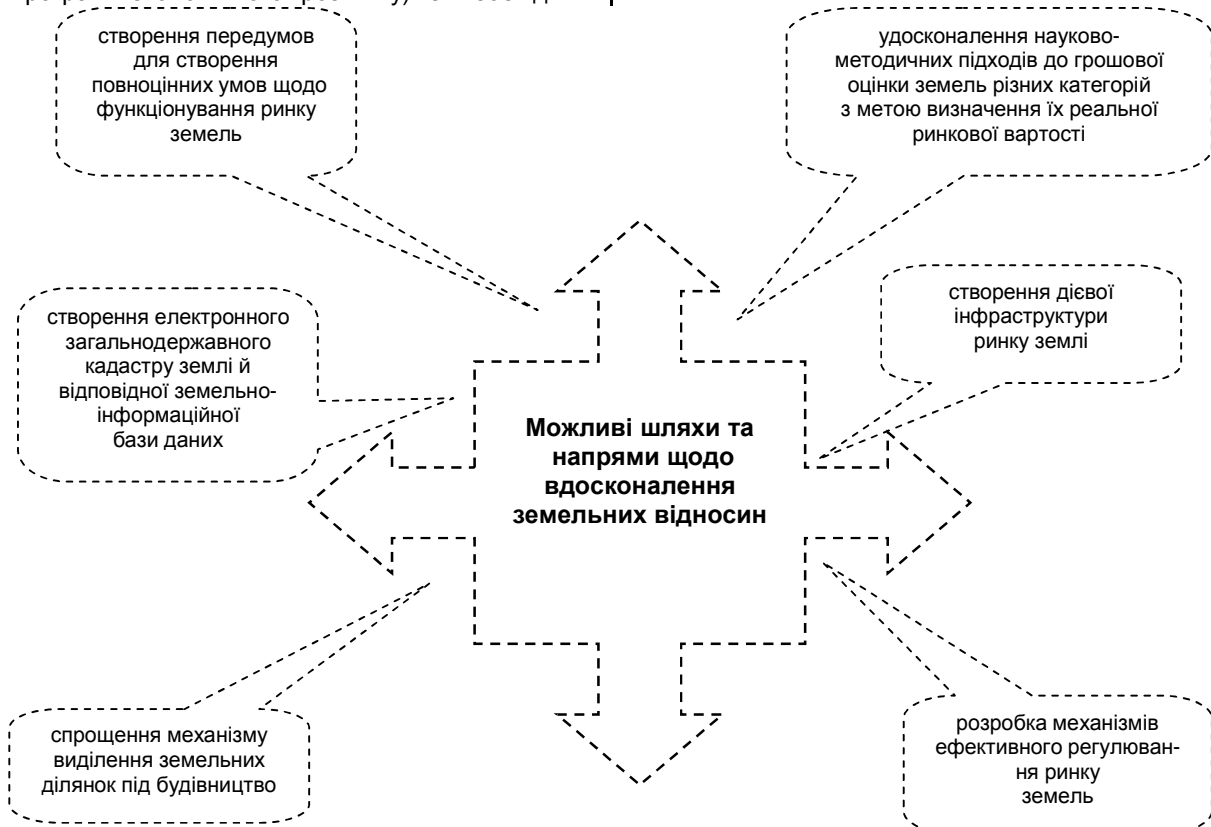 створення передумов
для створення
повноцінних умов щодо
функціонування ринку
земель
удосконалення науково-
методичних підходів до грошової
оцінки земель різних категорій
з метою визначення їх реальної
ринкової вартості
створення електронного
загальнодержавного
кадастру землі й
відповідної земельно-
інформаційної
бази даних
створення дієвої
інфраструктури
ринку землі
Можливі шляхи та
напрями щодо
вдосконалення
земельних відносин
спрощення механізму
виділення земельних
ділянок під будівництво
розробка механізмів
ефективного регулюван-
ня ринку
земель